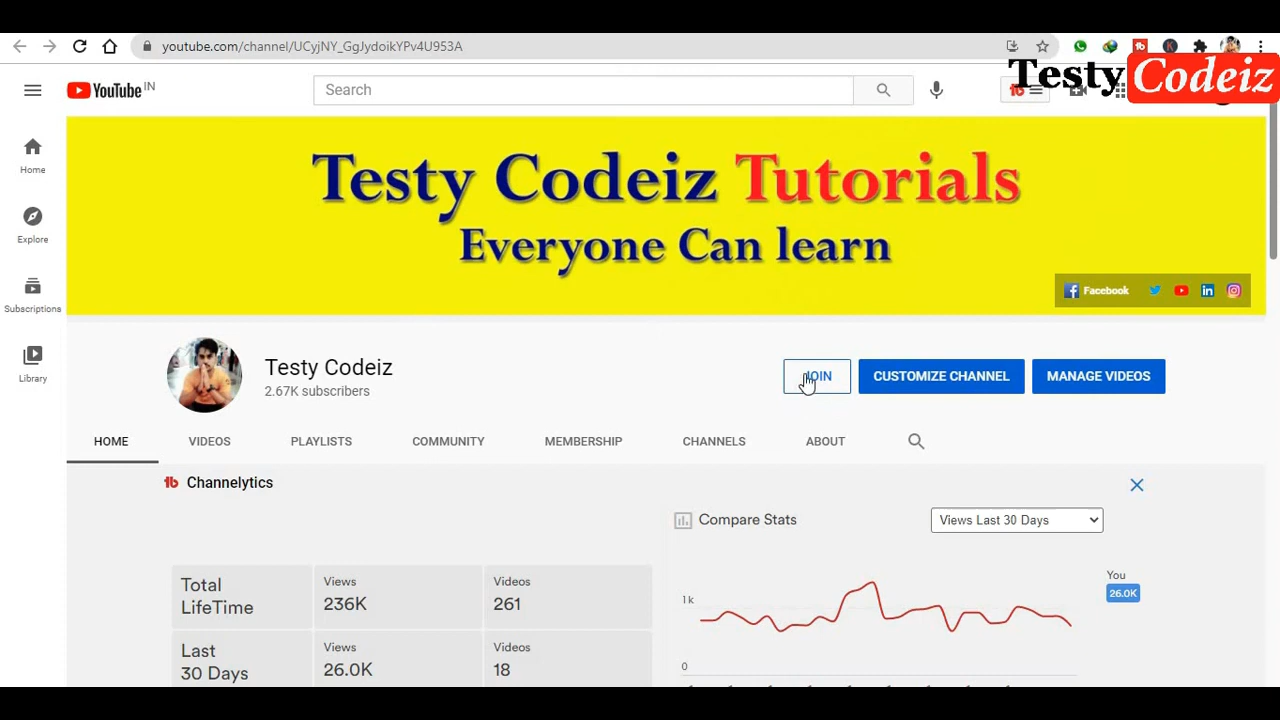 youtube.com/channel/UCyjNY_GgJydoikYPv4U953A
Testy Codeiz
YouTube IN
Search
Testy Codeiz Tutorials
Everyone Can learn
Facebook
Home
Explore
Subscriptions
Library
Testy Codeiz
2.67K subscribers
JOIN
CUSTOMIZE CHANNEL
MANAGE VIDEOS
HOME
VIDEOS
PLAYLISTS
COMMUNITY
MEMBERSHIP
CHANNELS
ABOUT
Channelytics
Compare Stats
Views Last 30 Days
Total
LifeTime
Views
236K
Videos
261
Last
30 Days
Views
26.0K
Videos
18
1k
0
You
26.0K